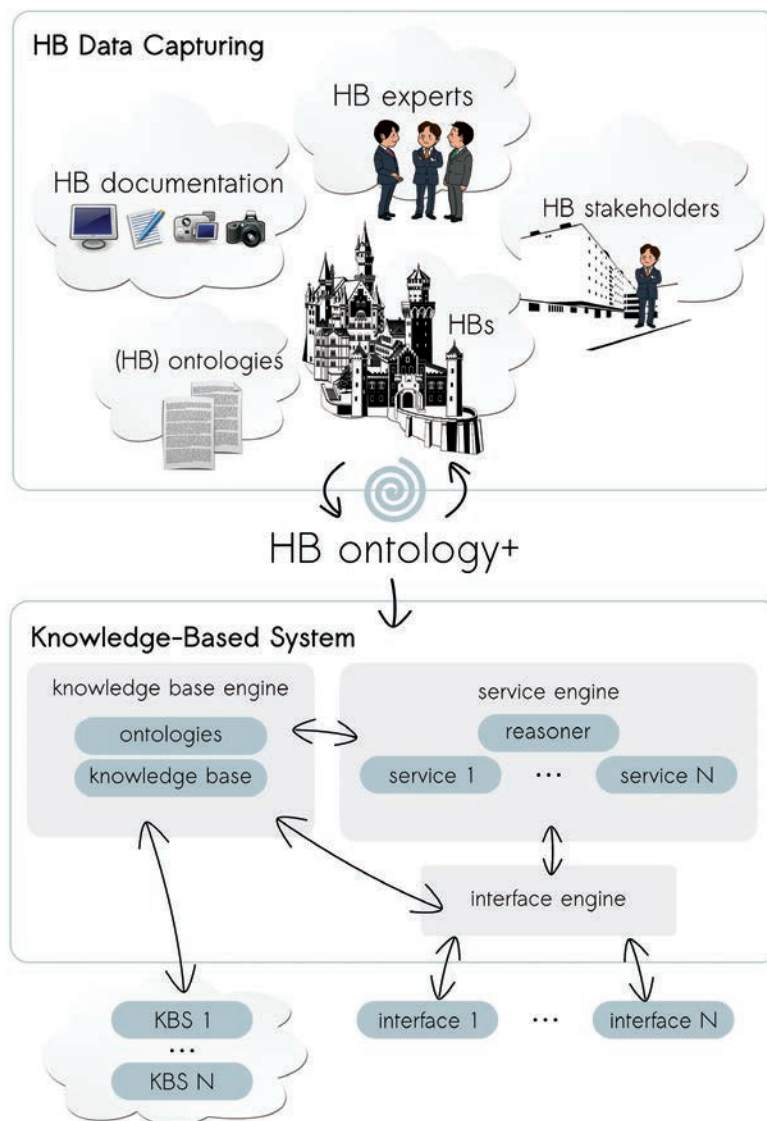 HB Data Capturing
HB experts
HB documentation
HB stakeholders
HBs
(HB) ontologies
HB ontology+
Knowledge-Based System
knowledge base engine
ontologies
knowledge base
service engine
reasoner
service 1
...
service N
interface engine
KBS 1
...
KBS N
interface 1
...
interface N